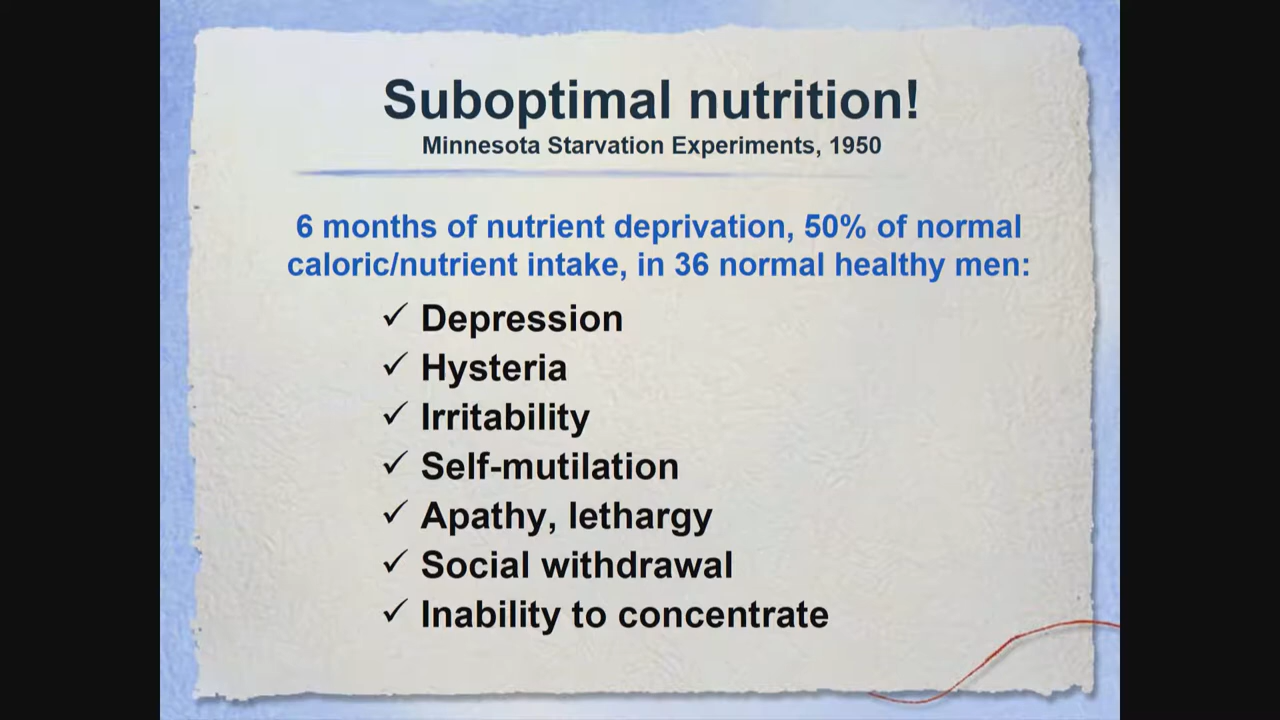 Suboptimal nutrition!
Minnesota Starvation Experiments, 1950
6 months of nutrient deprivation, 50% of normal
caloric/nutrient intake, in 36 normal healthy men:
✓ Depression
✓ Hysteria
✓ Irritability
✓ Self-mutilation
✓ Apathy, lethargy
✓ Social withdrawal
✓ Inability to concentrate